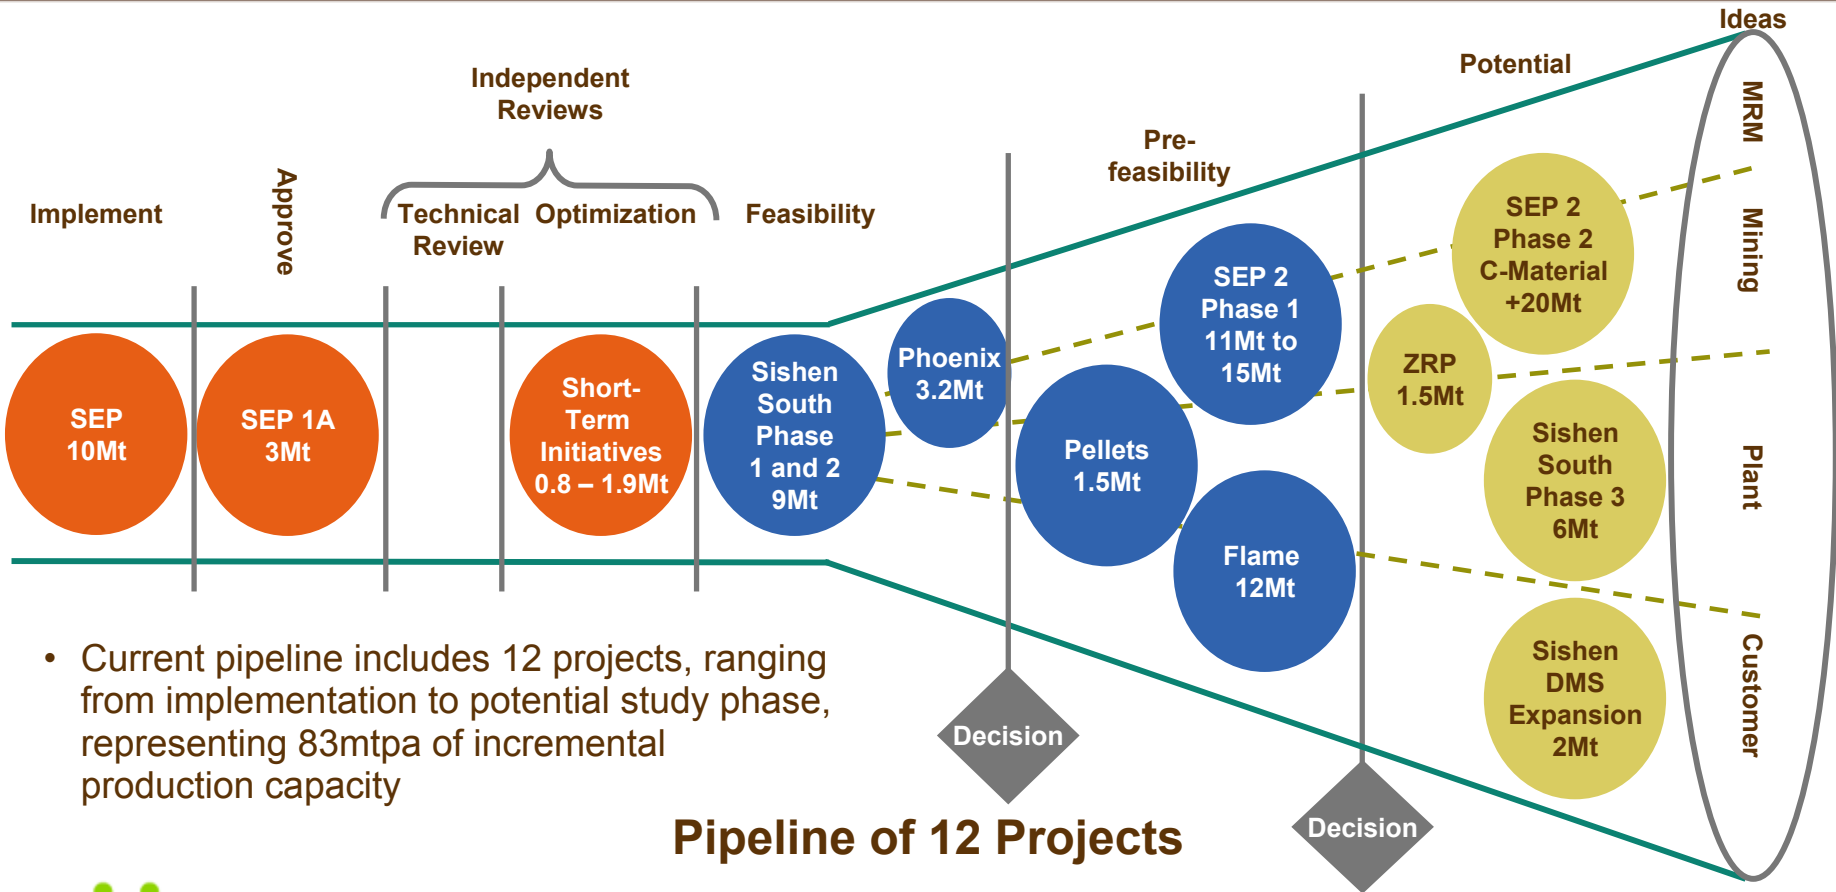 Ideas
Potential
Independent
Reviews
Pre-
feasibility
Implement
Approve
Technical
Review
Optimization
Feasibility
MRM
Mining
Plant
Customer
SEP
10Mt
SEP 1A
3Mt
Short-
Term
Initiatives
0.8 – 1.9Mt
Sishen
South
Phase
1 and 2
9Mt
Phoenix
3.2Mt
Pellets
1.5Mt
SEP 2
Phase 1
11Mt to
15Mt
Flame
12Mt
ZRP
1.5Mt
SEP 2
Phase 2
C-Material
+20Mt
Sishen
South
Phase 3
6Mt
Sishen
DMS
Expansion
2Mt
Decision
Decision
• Current pipeline includes 12 projects, ranging
from implementation to potential study phase,
representing 83mtpa of incremental
production capacity
Pipeline of 12 Projects